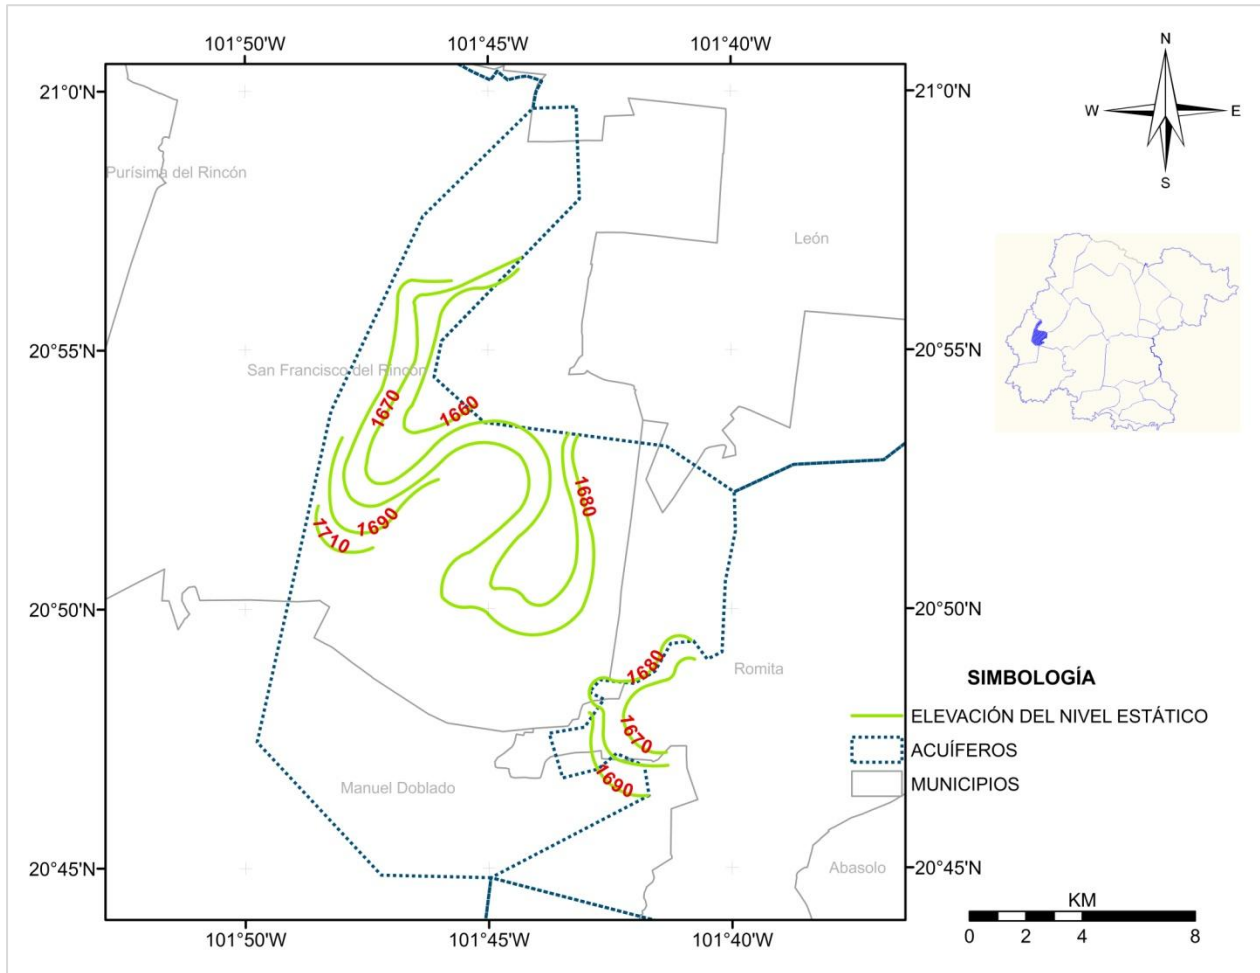 101°50'W
101°45'W
101°40'W
N
W
E
S
21°0'N
21°0'N
Purísima del Rincón
León
20°55'N
20°55'N
San Francisco del Rincón
1670
1660
1680
1690
1710
20°50'N
20°50'N
1680
Romita
1670
1690
Manuel Doblado
Abasolo
20°45'N
20°45'N
101°50'W
101°45'W
101°40'W
SIMBOLOGÍA
ELEVACIÓN DEL NIVEL ESTÁTICO
ACUÍFEROS
MUNICIPIOS
KM
0 2 4 8